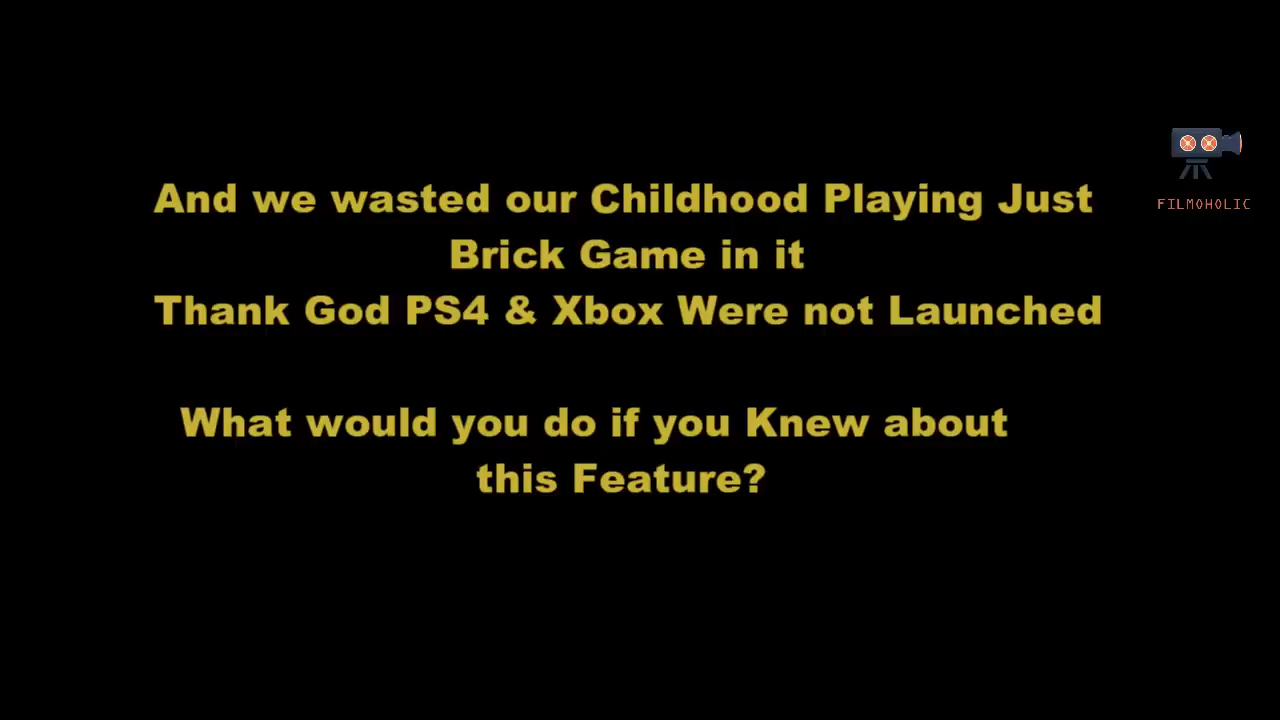 And we wasted our Childhood Playing Just
Brick Game in it
Thank God PS4 & Xbox Were not Launched
What would you do if you Knew about
this Feature?
FILMOHOLIC